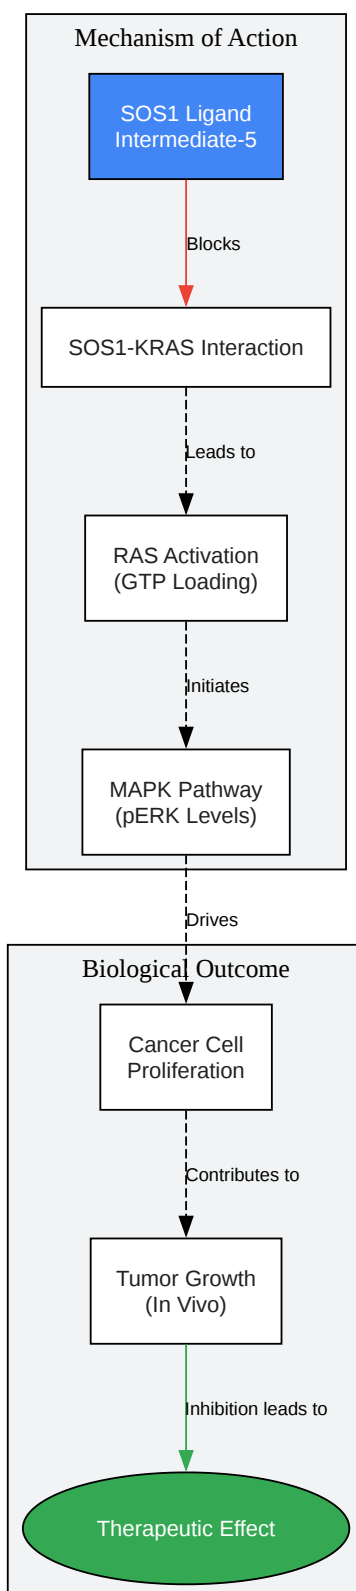 Mechanism of Action
SOS1 Ligand
Intermediate-5
Blocks
SOS1-KRAS Interaction
Leads to
RAS Activation
(GTP Loading)
Initiates
MAPK Pathway
(pERK Levels)
Drives
Biological Outcome
Cancer Cell
Proliferation
Contributes to
Tumor Growth
(In Vivo)
Inhibition leads to
Therapeutic Effect